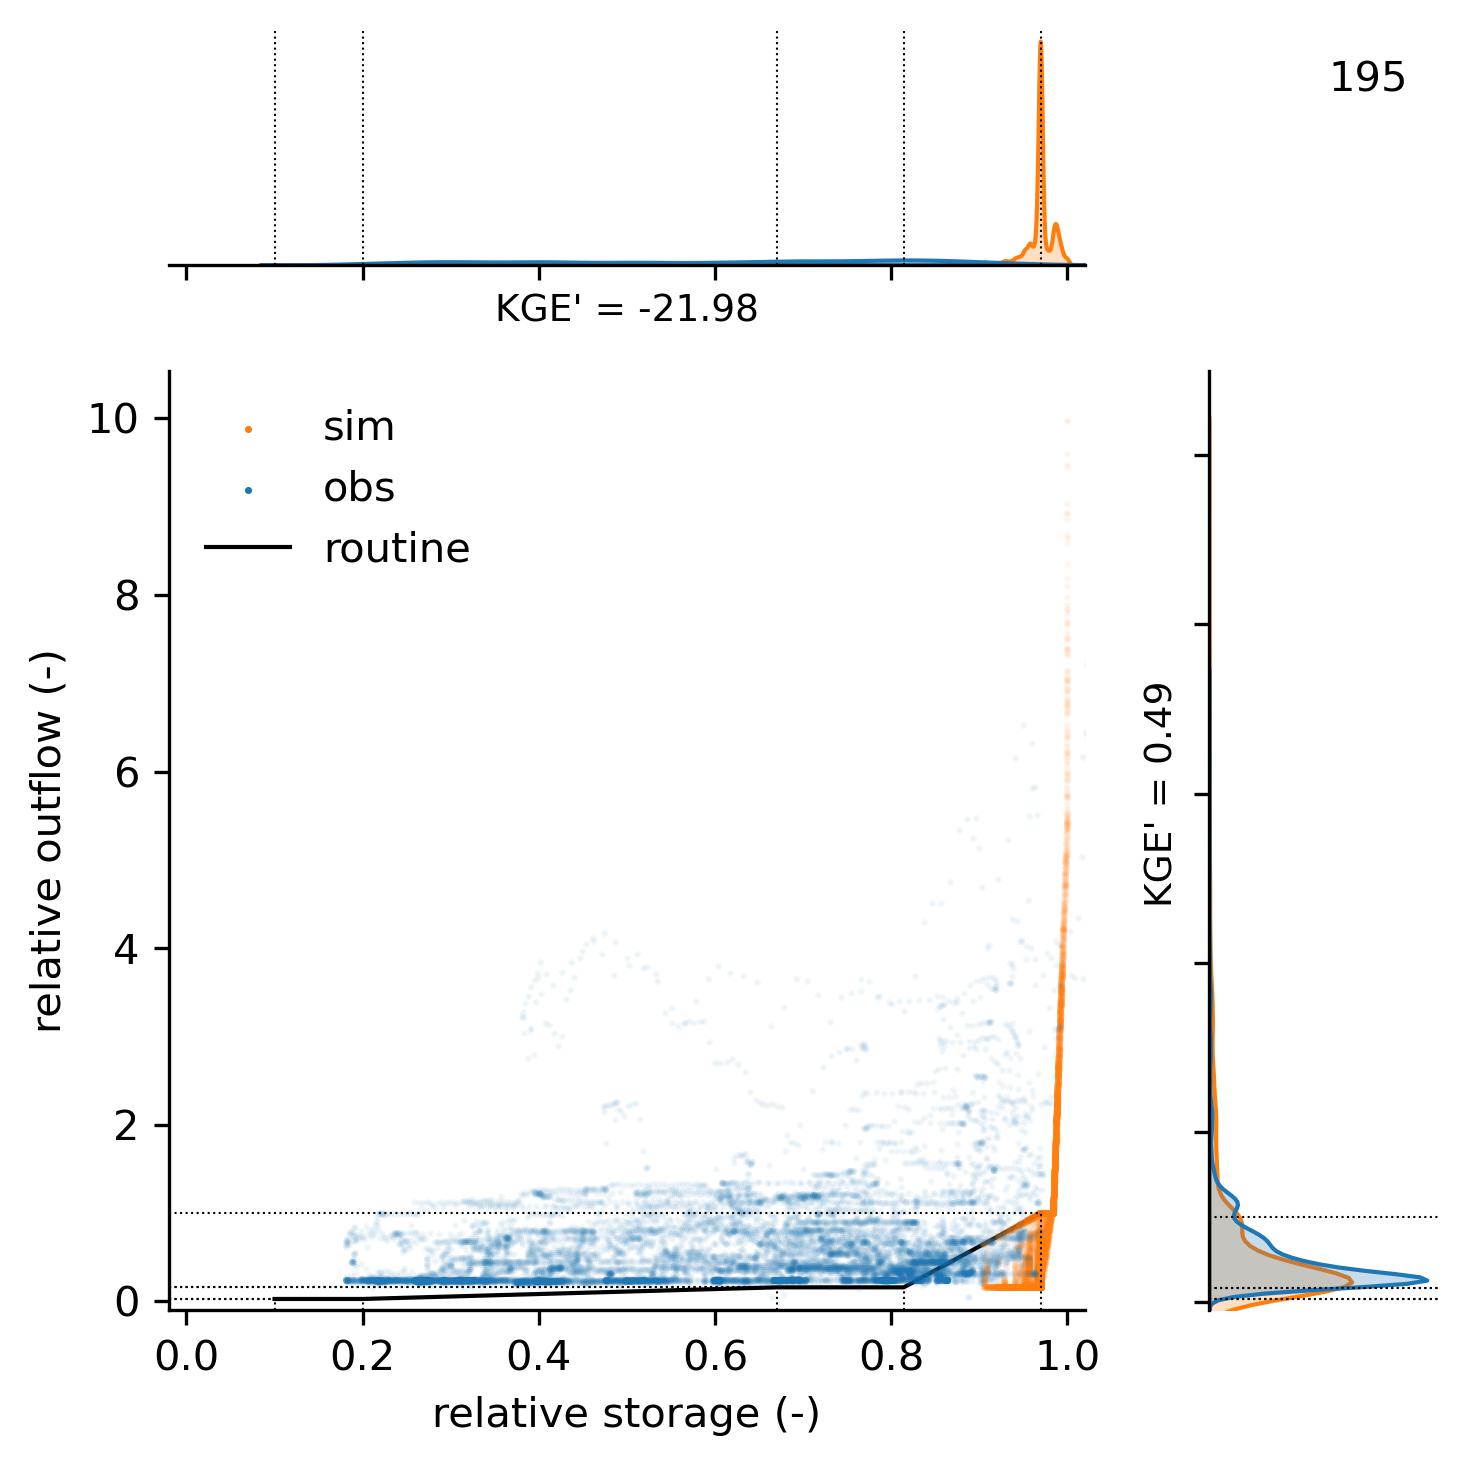 195
KGE' = -21.98
sim
obs
routine
10
8
6
4
2
0
relative outflow (-)
KGE' = 0.49
0.0 0.2 0.4 0.6 0.8 1.0
relative storage (-)